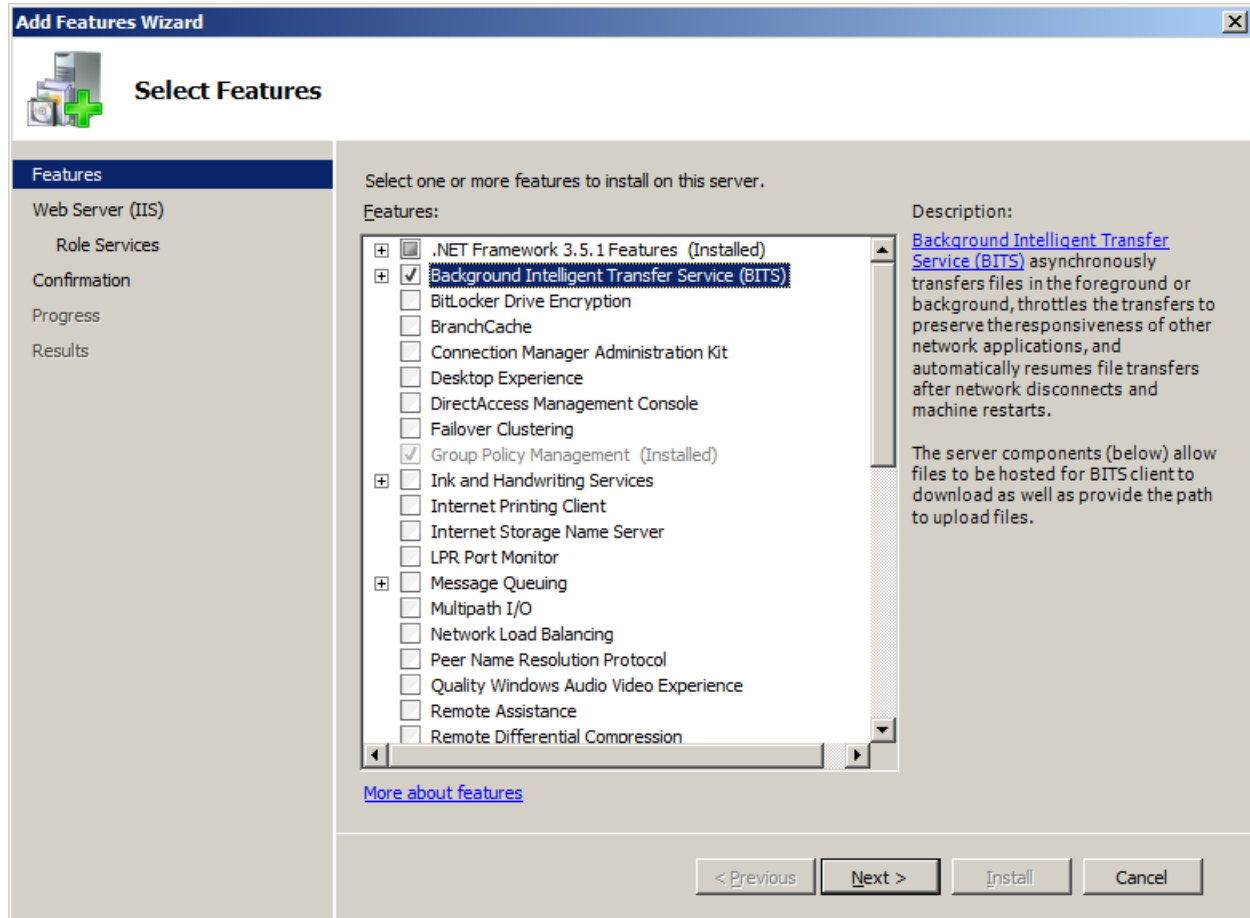 Add Features Wizard
Select Features
Features
Web Server (IIS)
Role Services
Confirmation
Progress
Results
Select one or more features to install on this server.
Features:
.NET Framework 3.5.1 Features (Installed)
Background Intelligent Transfer Service (BITS)
BitLocker Drive Encryption
BranchCache
Connection Manager Administration Kit
Desktop Experience
DirectAccess Management Console
Failover Clustering
Group Policy Management (Installed)
Ink and Handwriting Services
Internet Printing Client
Internet Storage Name Server
LPR Port Monitor
Message Queuing
Multipath I/O
Network Load Balancing
Peer Name Resolution Protocol
Quality Windows Audio Video Experience
Remote Assistance
Remote Differential Compression
More about features
Description:
Background Intelligent Transfer
Service (BITS) asynchronously
transfers files in the foreground or
background, throttles the transfers to
preserve the responsiveness of other
network applications, and
automatically resumes file transfers
after network disconnects and
machine restarts.
The server components (below) allow
files to be hosted for BITS client to
download as well as provide the path
to upload files.
< Previous
Next >
Install
Cancel